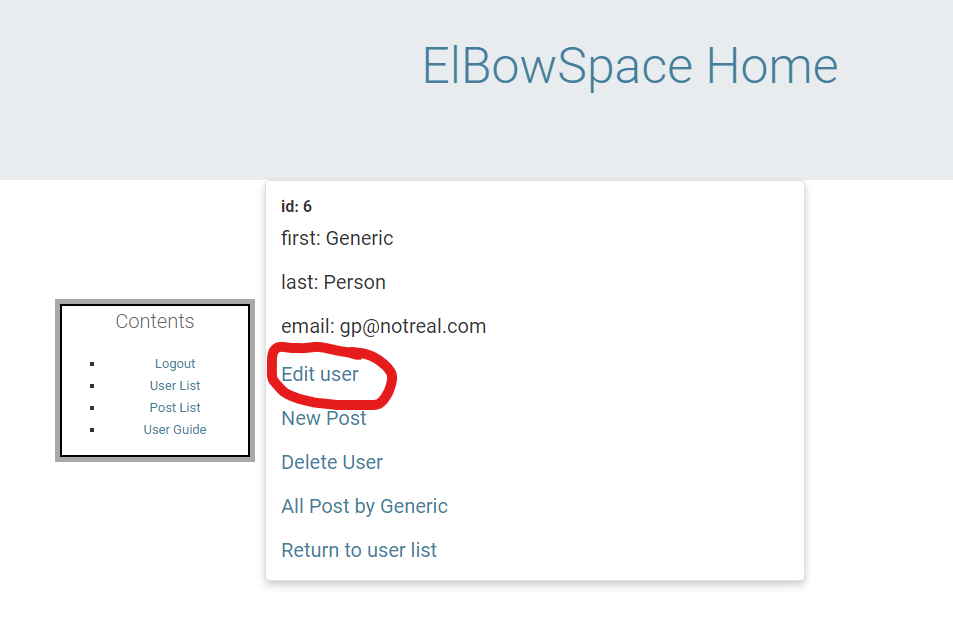 ElBowSpace Home
Contents
Logout
User List
Post List
User Guide
id: 6
first: Generic
last: Person
email: gp@notreal.com
Edit user
New Post
Delete User
All Post by Generic
Return to user list